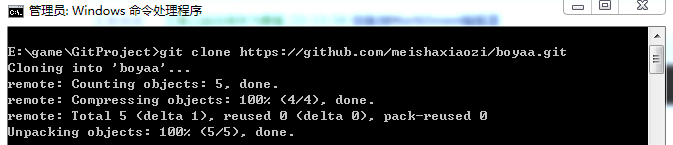 管理员: Windows 命令处理程序
E:\game\GitProject>git clone https://github.com/meishaxiaozi/boyaa.git
Cloning into 'boyaa'...
remote: Counting objects: 5, done.
remote: Compressing objects: 100% (4/4), done.
remote: Total 5 (delta 1), reused 0 (delta 0), pack-reused 0
Unpacking objects: 100% (5/5), done.